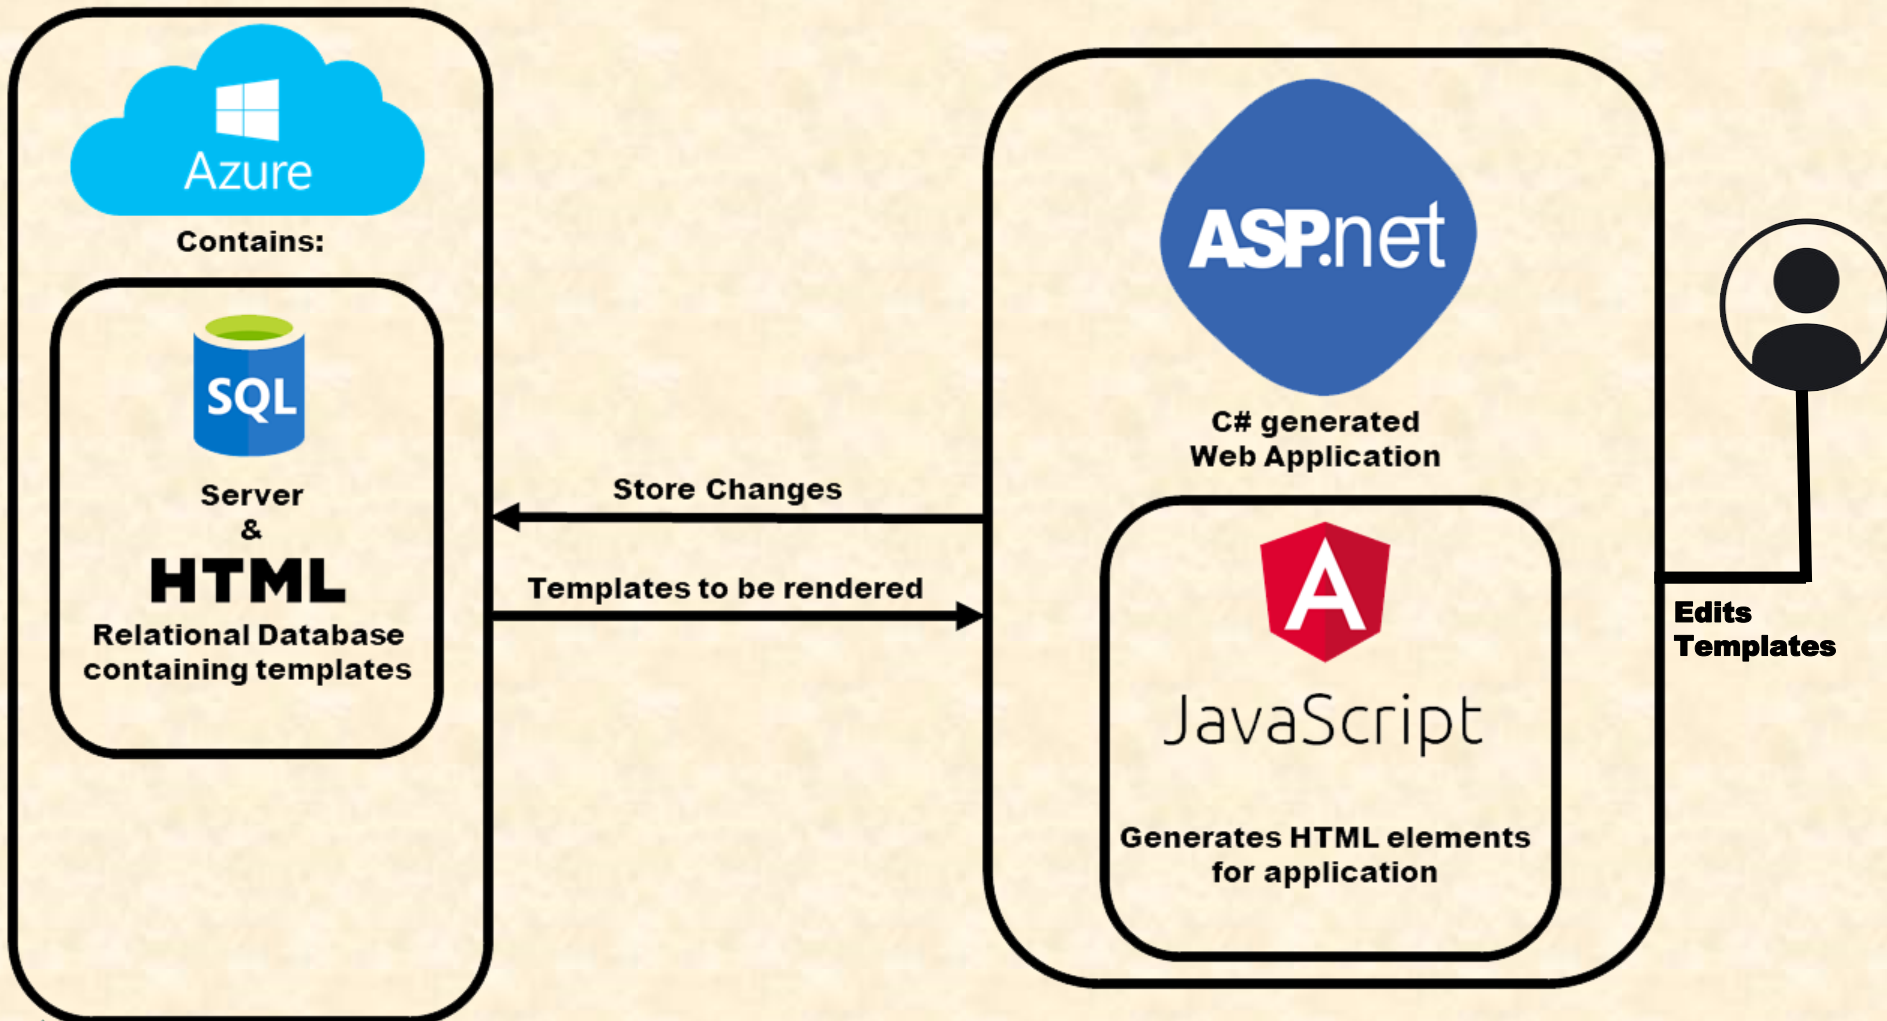 Azure
Contains:
SQL
Server
&
HTML
Relational Database
containing templates
Store Changes
Templates to be rendered
ASP.net
C# generated
Web Application
A
JavaScript
Generates HTML elements
for application
Edits
Templates